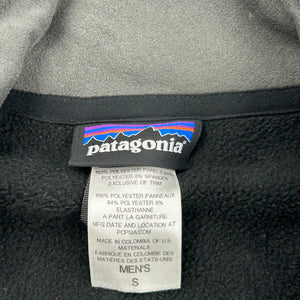 patagonia
100% POLYESTER PANELS 94%
POLYESTER 6% SPANDEX
EXCLUSIVE OF TRIM
100% POLYESTER PANNEAUX
94% POLYESTER 6%
ELASTHANNE
A PART LA GARNITURE
MFG DATE AND LOCATION AT
PCPSIA.COM
MADE IN COLOMBIA OF U.S.
MATERIALS
FABRIQUÉ EN COLOMBIE DES
MATIÈRES DES ETATS-UNIS
MEN'S
S